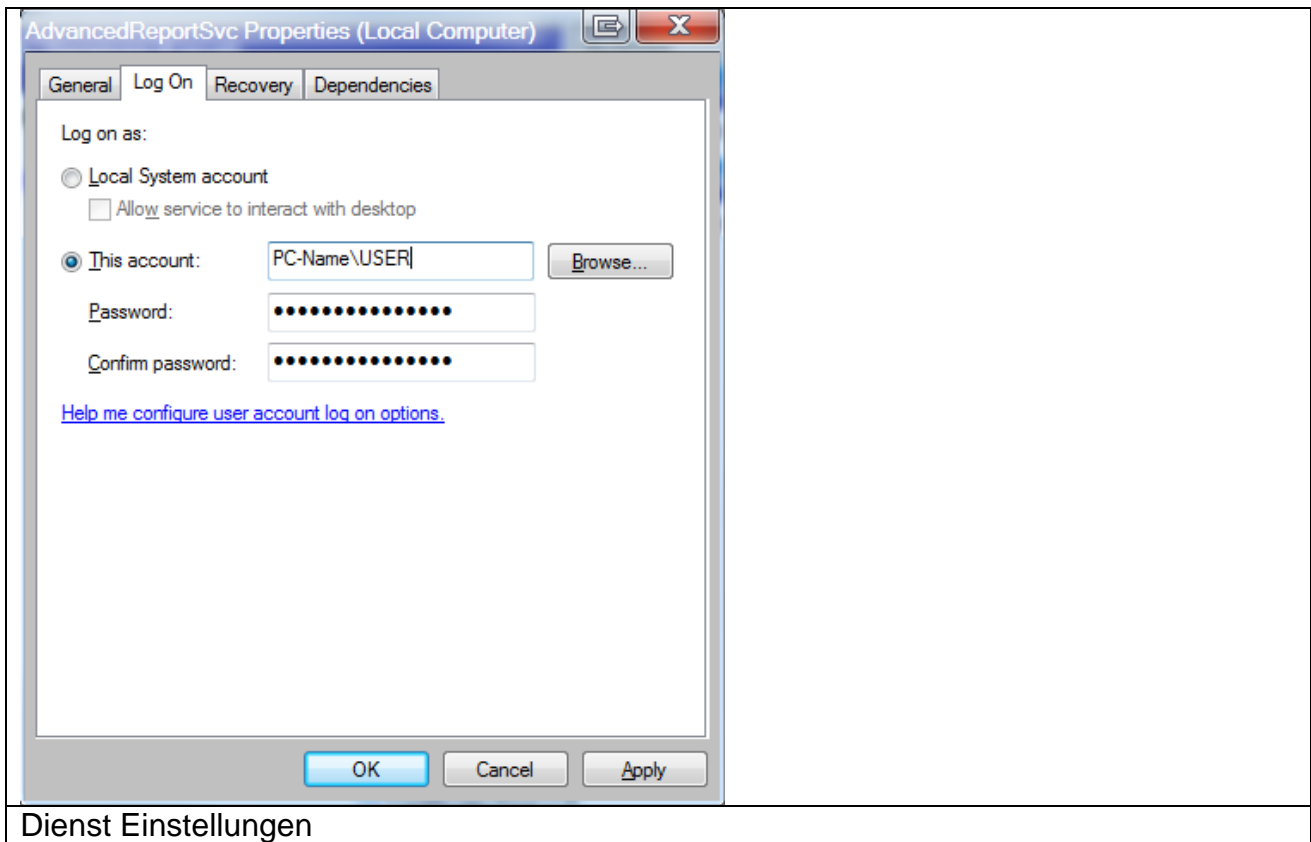 AdvancedReportSvc Properties (Local Computer)
General Log On Recovery Dependencies
Log on as:
Local System account
Allow service to interact with desktop
This account: PC-Name\USER Browse...
Password: •••••••••••••••
Confirm password: •••••••••••••••
Help me configure user account log on options.
OK Cancel Apply
Dienst Einstellungen